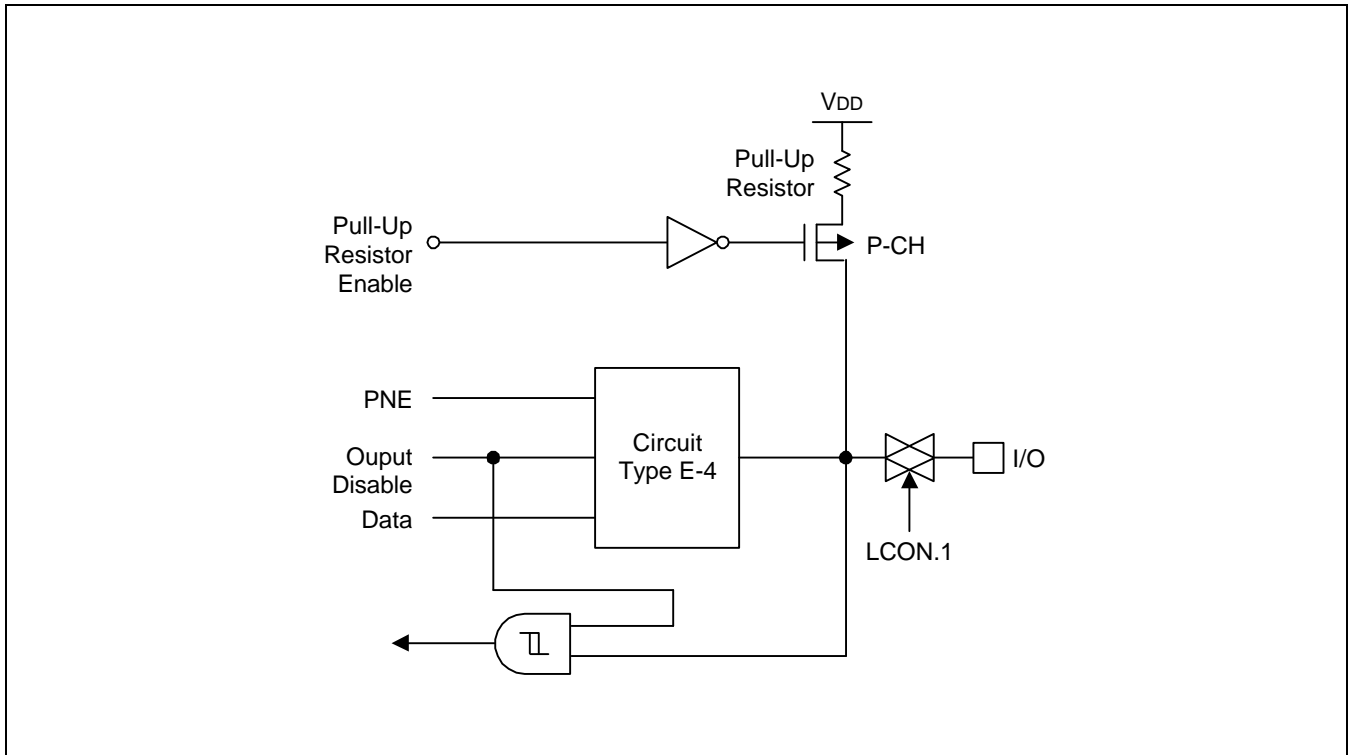 VDD
Pull-Up
Resistor
Pull-Up
Resistor
Enable
P-CH
PNE
Ouput
Disable
Data
Circuit
Type E-4
I/O
LCON.1